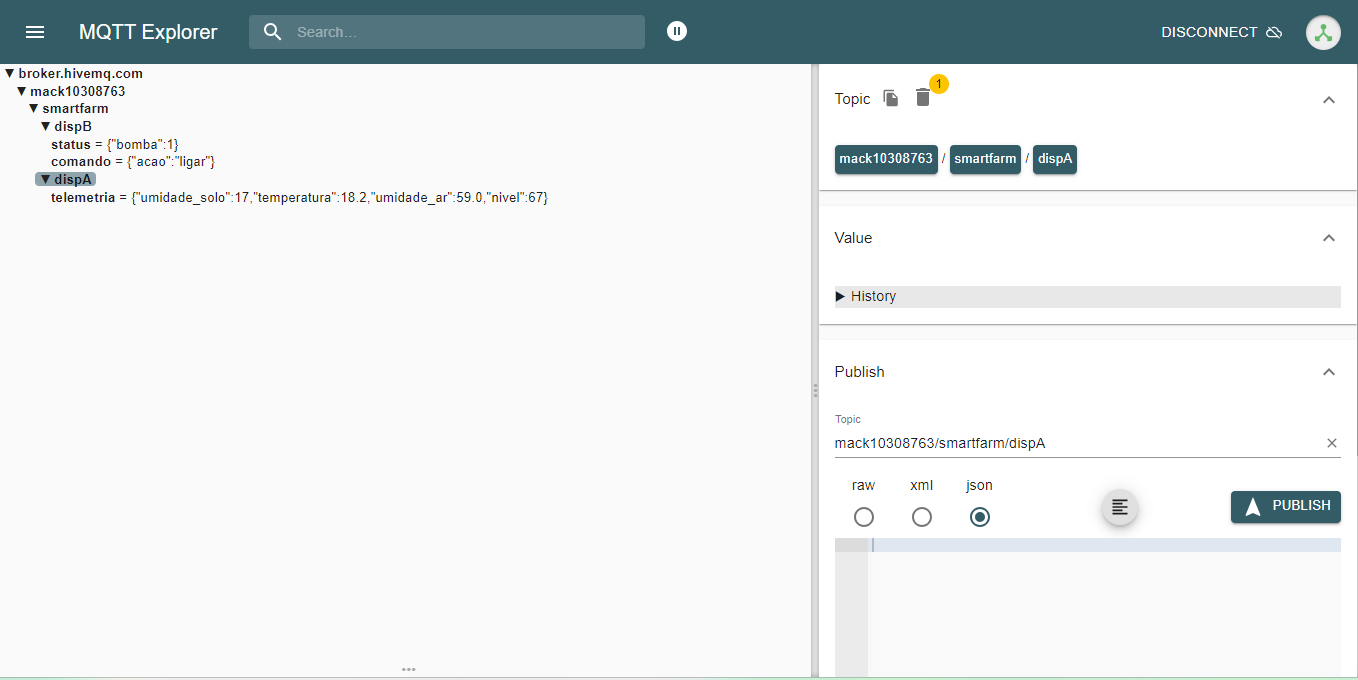 MQTT Explorer
Search...
DISCONNECT
▼ broker.hivemq.com
▼ mack10308763
▼ smartfarm
▼ dispB
status = {"bomba":1}
comando = {"acao":"ligar"}
▼ dispA
telemetria = {"umidade_solo":17,"temperatura":18.2,"umidade_ar":59.0,"nivel":67}
Topic 1
mack10308763 / smartfarm / dispA
Value
▶ History
Publish
Topic
mack10308763/smartfarm/dispA
raw xml json
PUBLISH